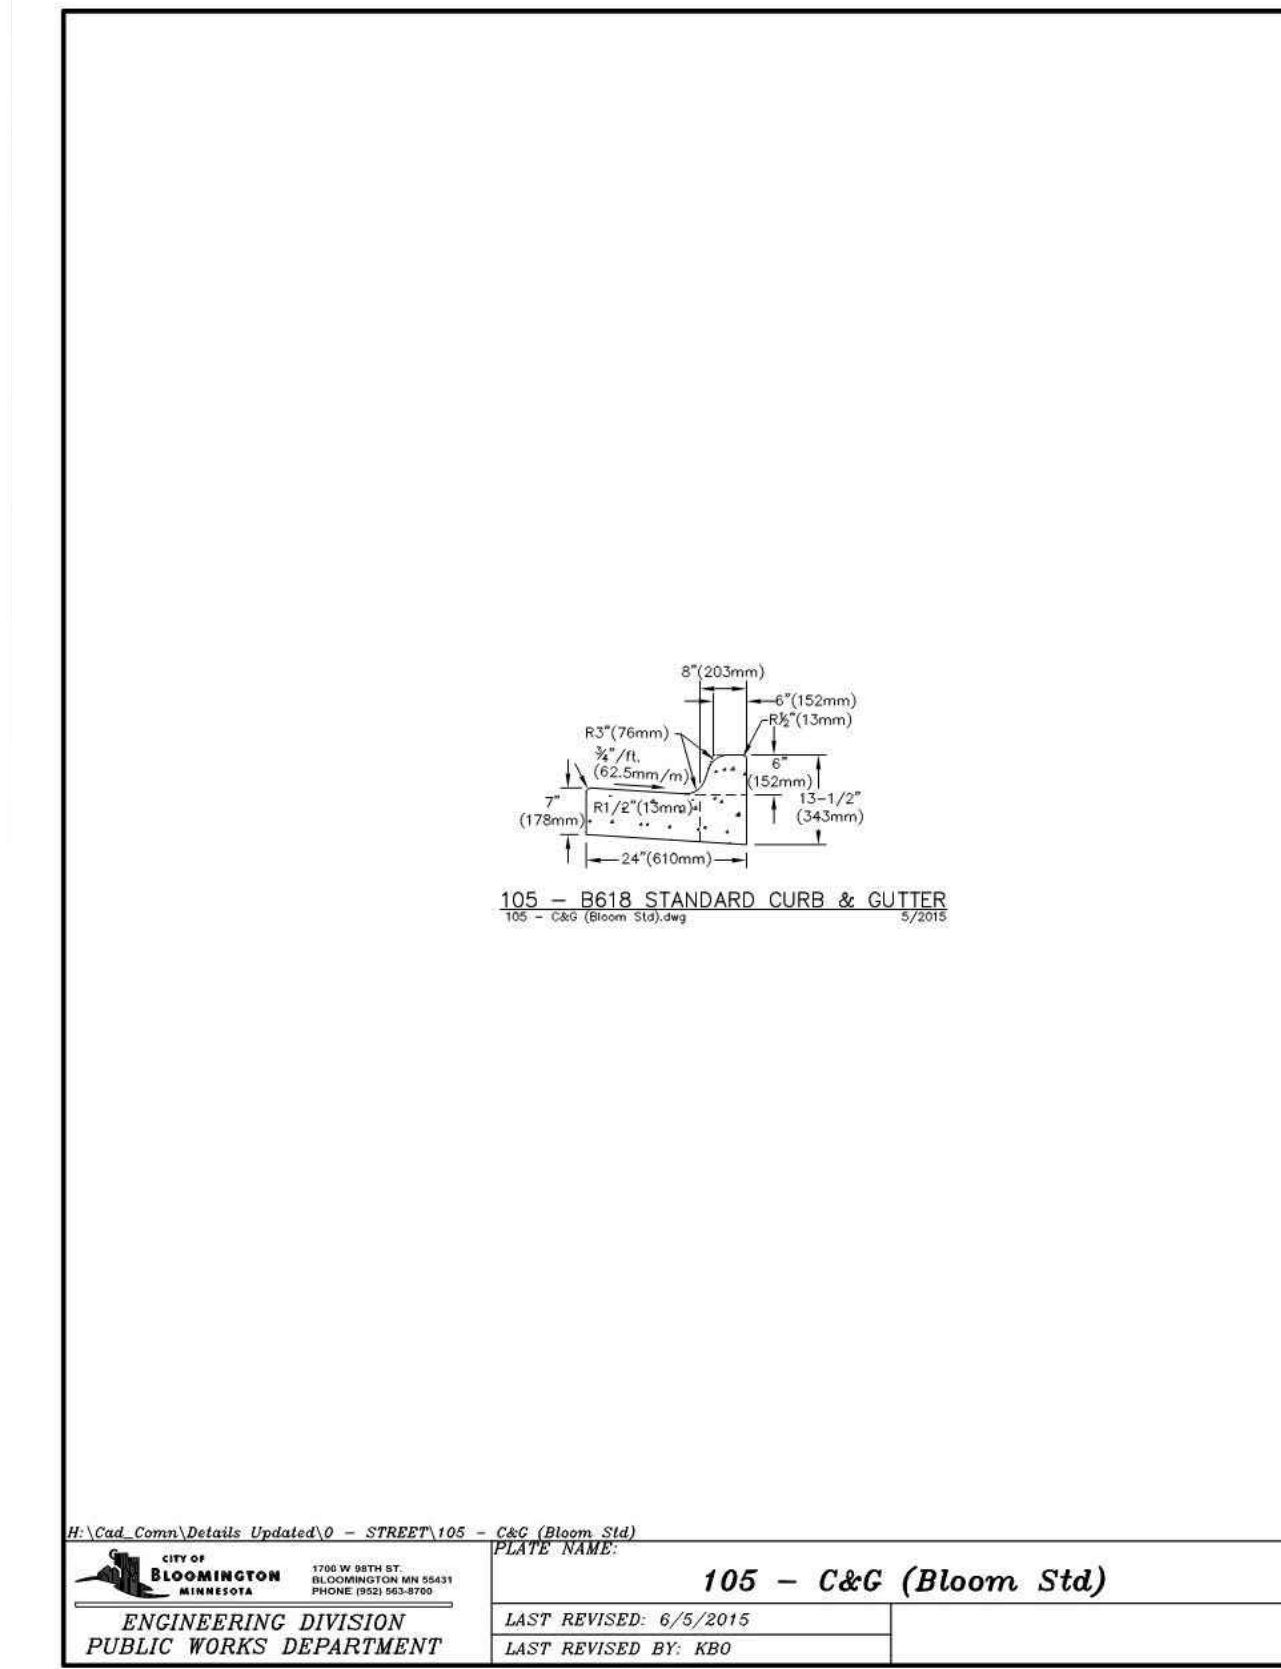 8"(203mm)
6"(152mm)
R½"(13mm)
R3"(76mm)
¾"/ft.
(62.5mm/m)
6"
(152mm)
7"
(178mm)
R1/2"(13mm)
13-1/2"
(343mm)
24"(610mm)
105 - B618 STANDARD CURB & GUTTER
105 - C&G (Bloom Std).dwg 5/2015
H:\Cad_Comn\Details Updated\0 - STREET\105 - C&G (Bloom Std)
CITY OF
BLOOMINGTON
MINNESOTA
1700 W 98TH ST.
BLOOMINGTON MN 55431
PHONE (952) 563-8700
ENGINEERING DIVISION
PUBLIC WORKS DEPARTMENT
PLATE NAME:
105 - C&G (Bloom Std)
LAST REVISED: 6/5/2015
LAST REVISED BY: KBO